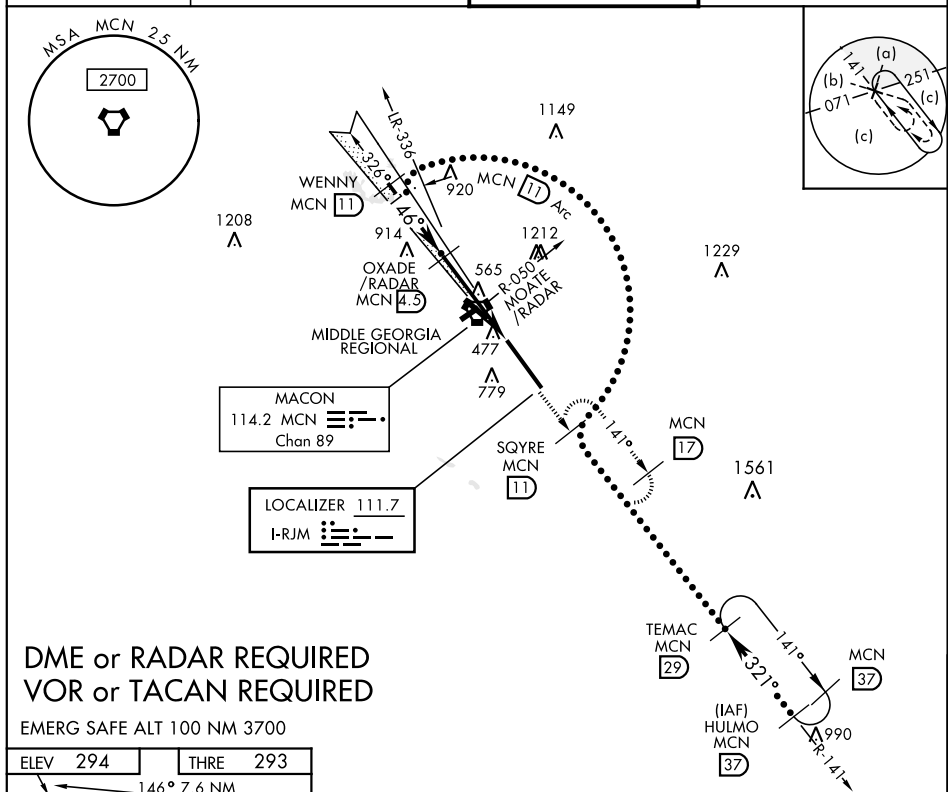 MSA MCN 25 NM
2700
(a)
(b)
(c)
(c)
141
251
071
1149
LR-336
326°
146°
920
MCN 11 Arc
WENNY
MCN 11
1208
914
1212
1229
OXADE
/RADAR
MCN 4.5
565
R-050
MOATE
/RADAR
MIDDLE GEORGIA
REGIONAL
477
779
MACON
114.2 MCN
Chan 89
SQYRE
MCN
11
141°
MCN
17
1561
LOCALIZER 111.7
I-RJM
TEMAC
MCN
29
141°
321°
MCN
37
(IAF)
HULMO
MCN
37
990
R-141
DME or RADAR REQUIRED
VOR or TACAN REQUIRED
EMERG SAFE ALT 100 NM 3700
ELEV 294
THRE 293
146° 7.6 NM